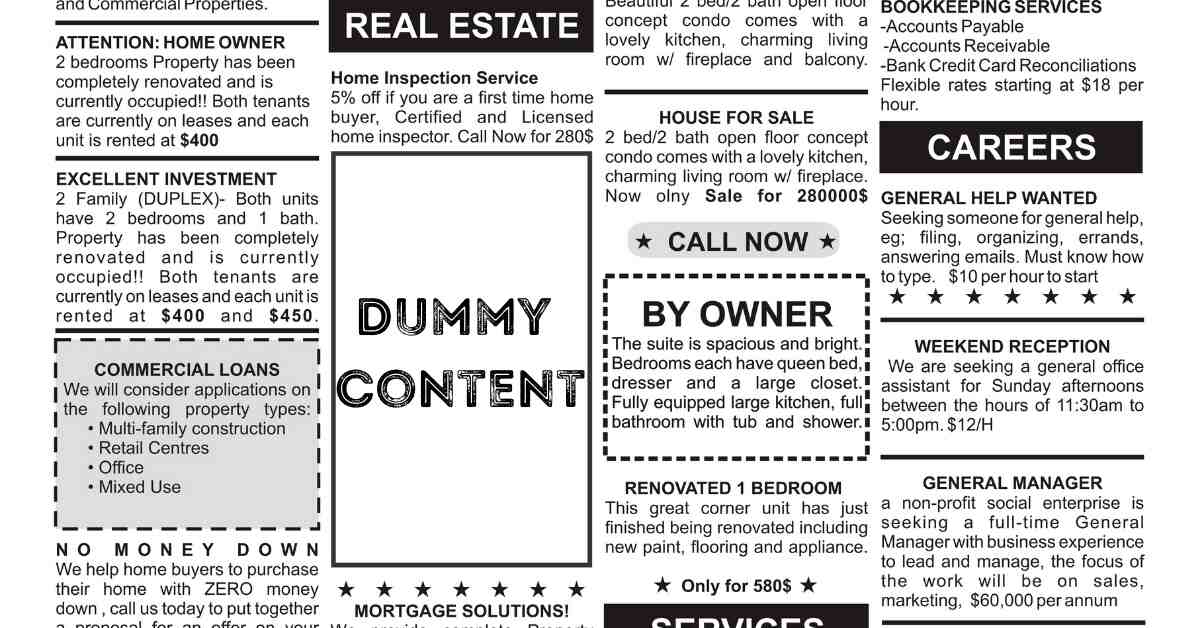 and Commercial Properties.
ATTENTION: HOME OWNER
2 bedrooms Property has been
completely renovated and is
currently occupied!! Both tenants
are currently on leases and each
unit is rented at $400
EXCELLENT INVESTMENT
2 Family (DUPLEX)- Both units
have 2 bedrooms and 1 bath.
Property has been completely
renovated and is currently
occupied!! Both tenants are
currently on leases and each unit is
rented at $400 and $450.
COMMERCIAL LOANS
We will consider applications on
the following property types:
• Multi-family construction
• Retail Centres
• Office
• Mixed Use
NO MONEY DOWN
We help home buyers to purchase
their home with ZERO money
down , call us today to put together
a proposal for an offer on your
REAL ESTATE
Home Inspection Service
5% off if you are a first time home
buyer, Certified and Licensed
home inspector. Call Now for 280$
DUMMY
CONTENT
★ ★ ★ ★ ★ ★ ★
MORTGAGE SOLUTIONS!
We provide complete Property
Beautiful 2 bed/2 bath open floor
concept condo comes with a
lovely kitchen, charming living
room w/ fireplace and balcony.
HOUSE FOR SALE
2 bed/2 bath open floor concept
condo comes with a lovely kitchen,
charming living room w/ fireplace.
Now olny Sale for 280000$
★ CALL NOW ★
BY OWNER
The suite is spacious and bright.
Bedrooms each have queen bed,
dresser and a large closet.
Fully equipped large kitchen, full
bathroom with tub and shower.
RENOVATED 1 BEDROOM
This great corner unit has just
finished being renovated including
new paint, flooring and appliance.
★ Only for 580$ ★
SERVICES
BOOKKEEPING SERVICES
-Accounts Payable
-Accounts Receivable
-Bank Credit Card Reconciliations
Flexible rates starting at $18 per
hour.
CAREERS
GENERAL HELP WANTED
Seeking someone for general help,
eg; filing, organizing, errands,
answering emails. Must know how
to type. $10 per hour to start
★ ★ ★ ★ ★ ★ ★
WEEKEND RECEPTION
We are seeking a general office
assistant for Sunday afternoons
between the hours of 11:30am to
5:00pm. $12/H
GENERAL MANAGER
a non-profit social enterprise is
seeking a full-time General
Manager with business experience
to lead and manage, the focus of
the work will be on sales,
marketing, $60,000 per annum